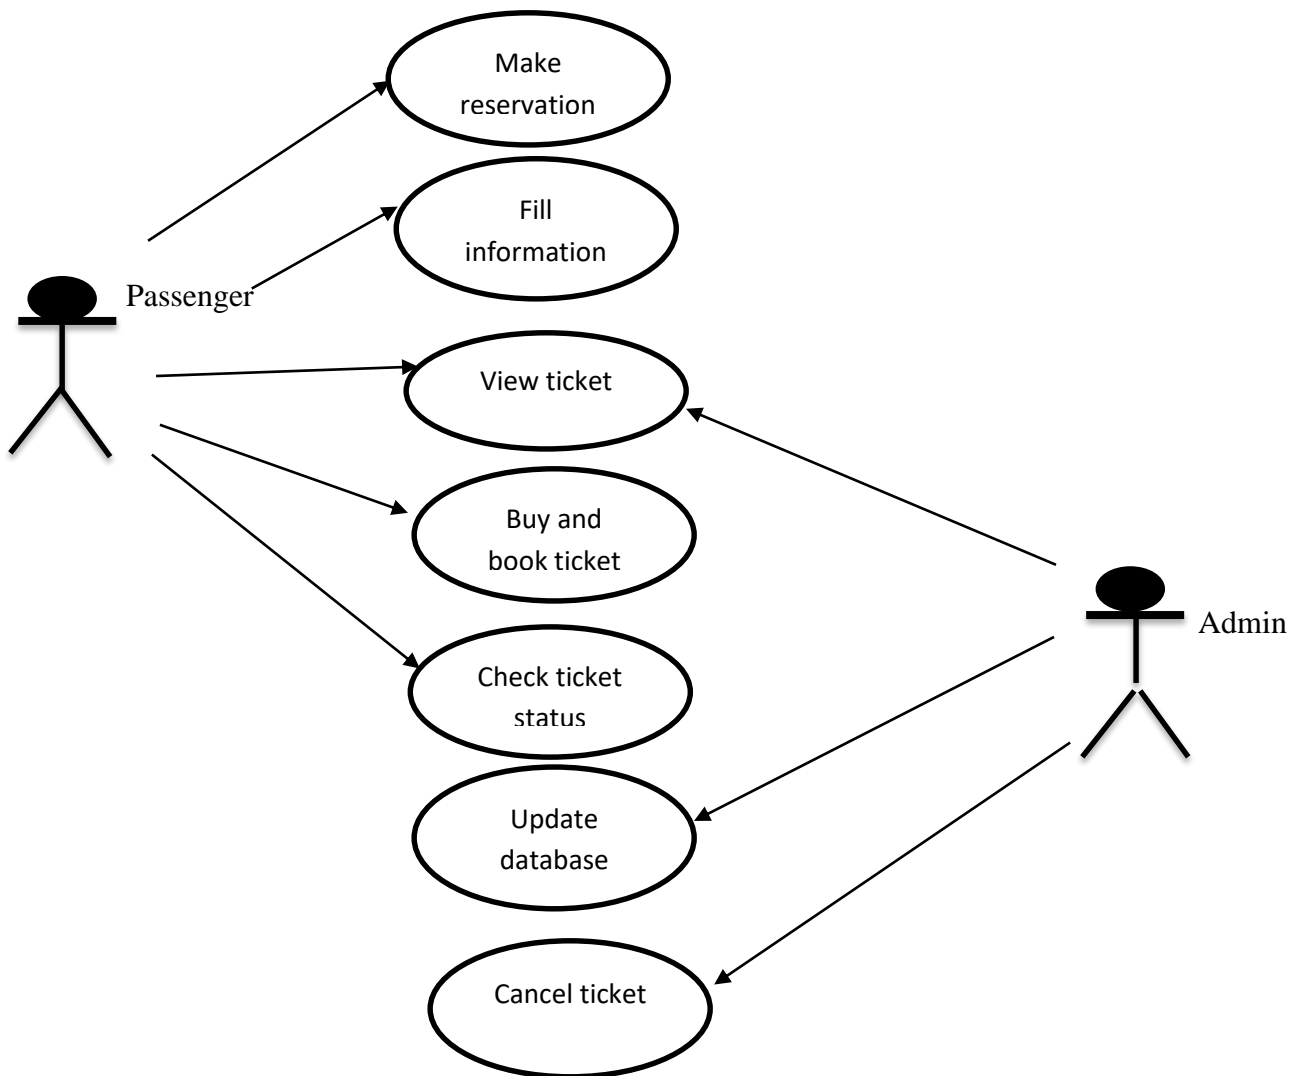 Make
reservation
Fill
information
Passenger
View ticket
Buy and
book ticket
Admin
Check ticket
status
Update
database
Cancel ticket